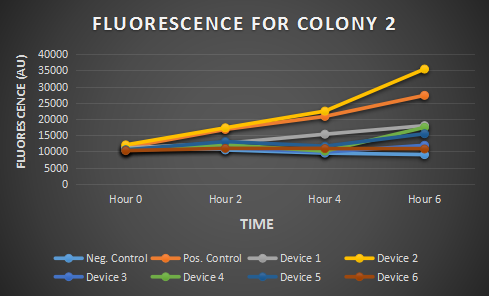 FLUORESCENCE FOR COLONY 2
FLUORESCENCE (AU)
40000
35000
30000
25000
20000
15000
10000
5000
0
Hour 0 Hour 2 Hour 4 Hour 6
TIME
Neg. Control Pos. Control Device 1 Device 2
Device 3 Device 4 Device 5 Device 6